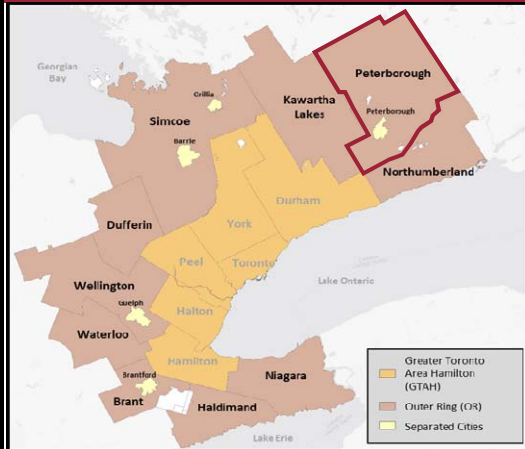 Georgian
Bay
Orillia
Simcoe
Barrie
Kawartha
Lakes
Peterborough
Peterborough
Northumberland
Durham
York
Dufferin
Peel
Toronto
Lake Ontario
Wellington
Guelph
Halton
Waterloo
Hamilton
Brantford
Brant
Haldimand
Niagara
Lake Erie
Greater Toronto
Area Hamilton
(GTAH)
Outer Ring (OR)
Separated Cities